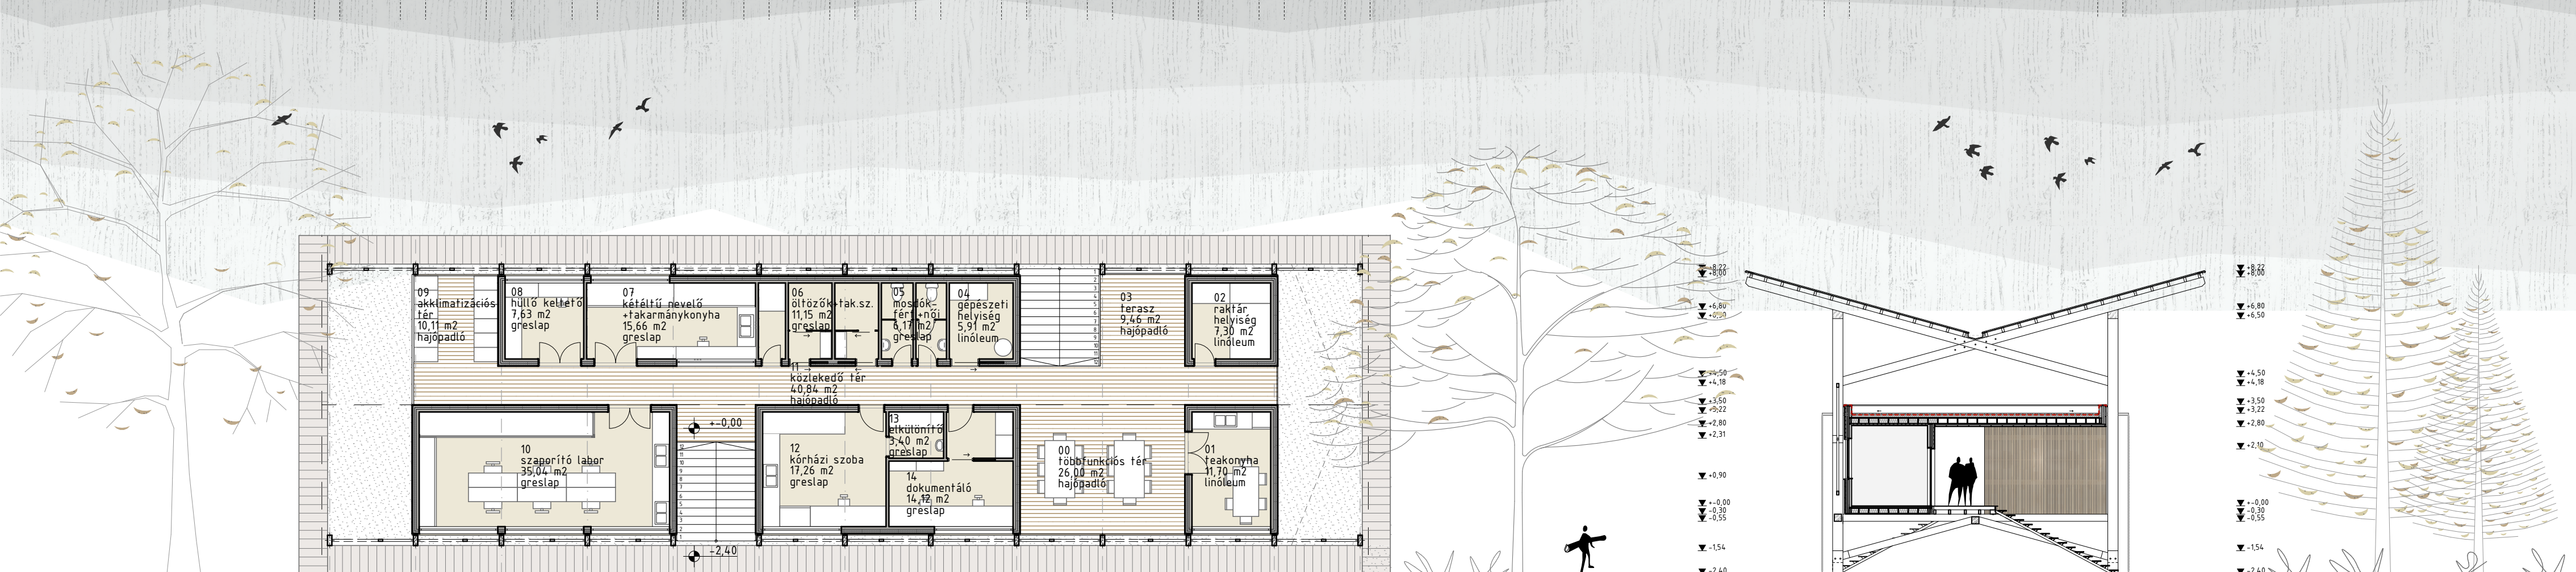 09
akklimatizációs
tér
10,11 m2
hajópadló
08
hüllő keltető
7,63 m2
greslap
07
kétéltű nevelő
+takarmánykonyha
15,66 m2
greslap
06
öltözők+tak.sz.
11,15 m2
greslap
05
mosdók-
férfi+női
6,17 m2
greslap
04
gépészeti
helyiség
5,91 m2
linóleum
03
terasz
9,46 m2
hajópadló
02
raktár
helyiség
7,30 m2
linóleum
11
közlekedő tér
40,84 m2
hajópadló
10
szaporító labor
35,04 m2
greslap
+-0,00
-2,40
12
kórházi szoba
17,26 m2
greslap
13
elkülönítő
3,40 m2
greslap
14
dokumentáló
14,12 m2
greslap
00
többfunkciós tér
26,00 m2
hajópadló
01
teakonyha
11,70 m2
linóleum
+8,22
+8,00
+6,80
+6,50
+4,50
+4,18
+3,50
+3,22
+2,80
+2,31
+0,90
+-0,00
-0,30
-0,55
-1,54
-2,40
+8,22
+8,00
+6,80
+6,50
+4,50
+4,18
+3,50
+3,22
+2,80
+2,10
+-0,00
-0,30
-0,55
-1,54
-2,40